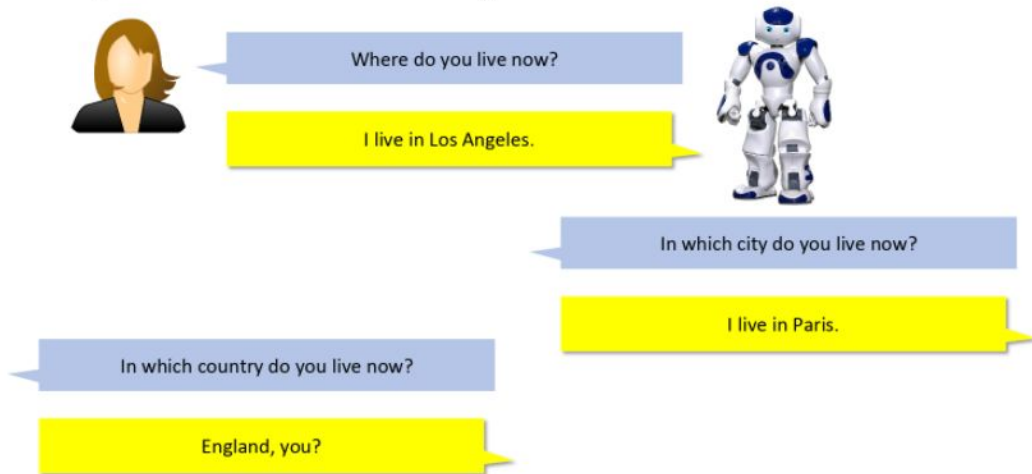 Where do you live now?
I live in Los Angeles.
In which city do you live now?
I live in Paris.
In which country do you live now?
England, you?